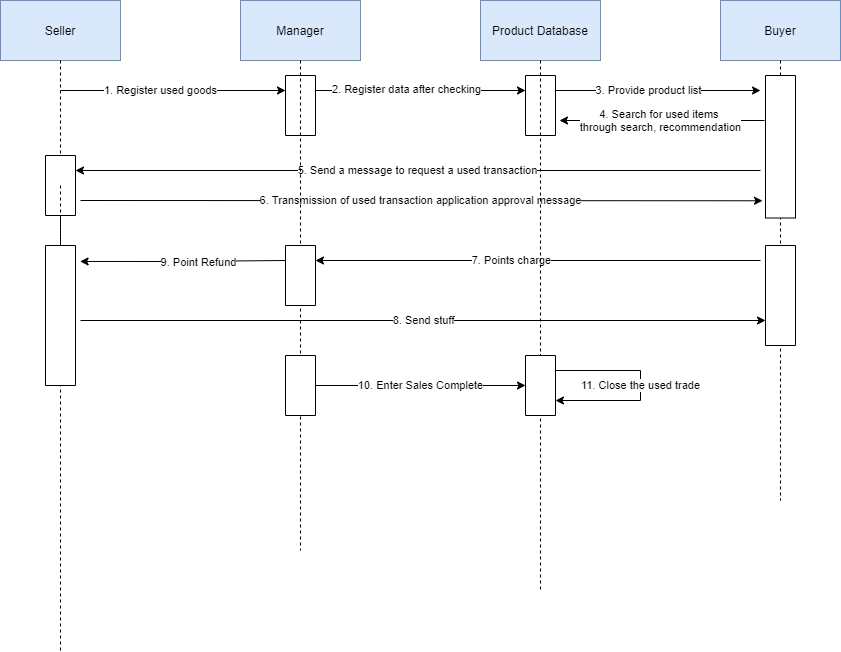 Seller
Manager
Product Database
Buyer
1. Register used goods
2. Register data after checking
3. Provide product list
4. Search for used items
through search, recommendation
5. Send a message to request a used transaction
6. Transmission of used transaction application approval message
7. Points charge
9. Point Refund
8. Send stuff
10. Enter Sales Complete
11. Close the used trade